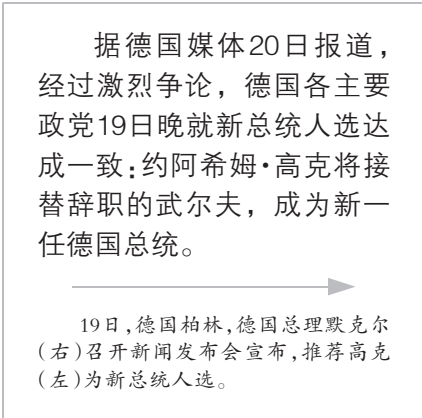 据德国媒体20日报道，
经过激烈争论，德国各主要
政党19日晚就新总统人选达
成一致：约阿希姆·高克将接
替辞职的武尔夫，成为新一
任德国总统。
19日，德国柏林，德国总理默克尔
（右）召开新闻发布会宣布，推荐高克
（左）为新总统人选。